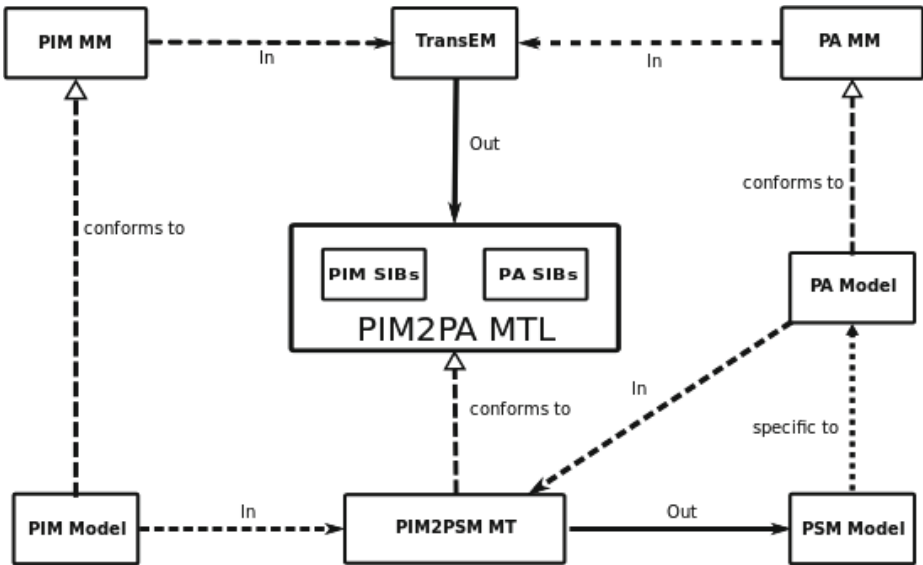 PIM MM
In
TransEM
In
PA MM
Out
conforms to
conforms to
PIM SIBs
PA SIBs
PIM2PA MTL
PA Model
In
conforms to
specific to
PIM Model
In
PIM2PSM MT
Out
PSM Model